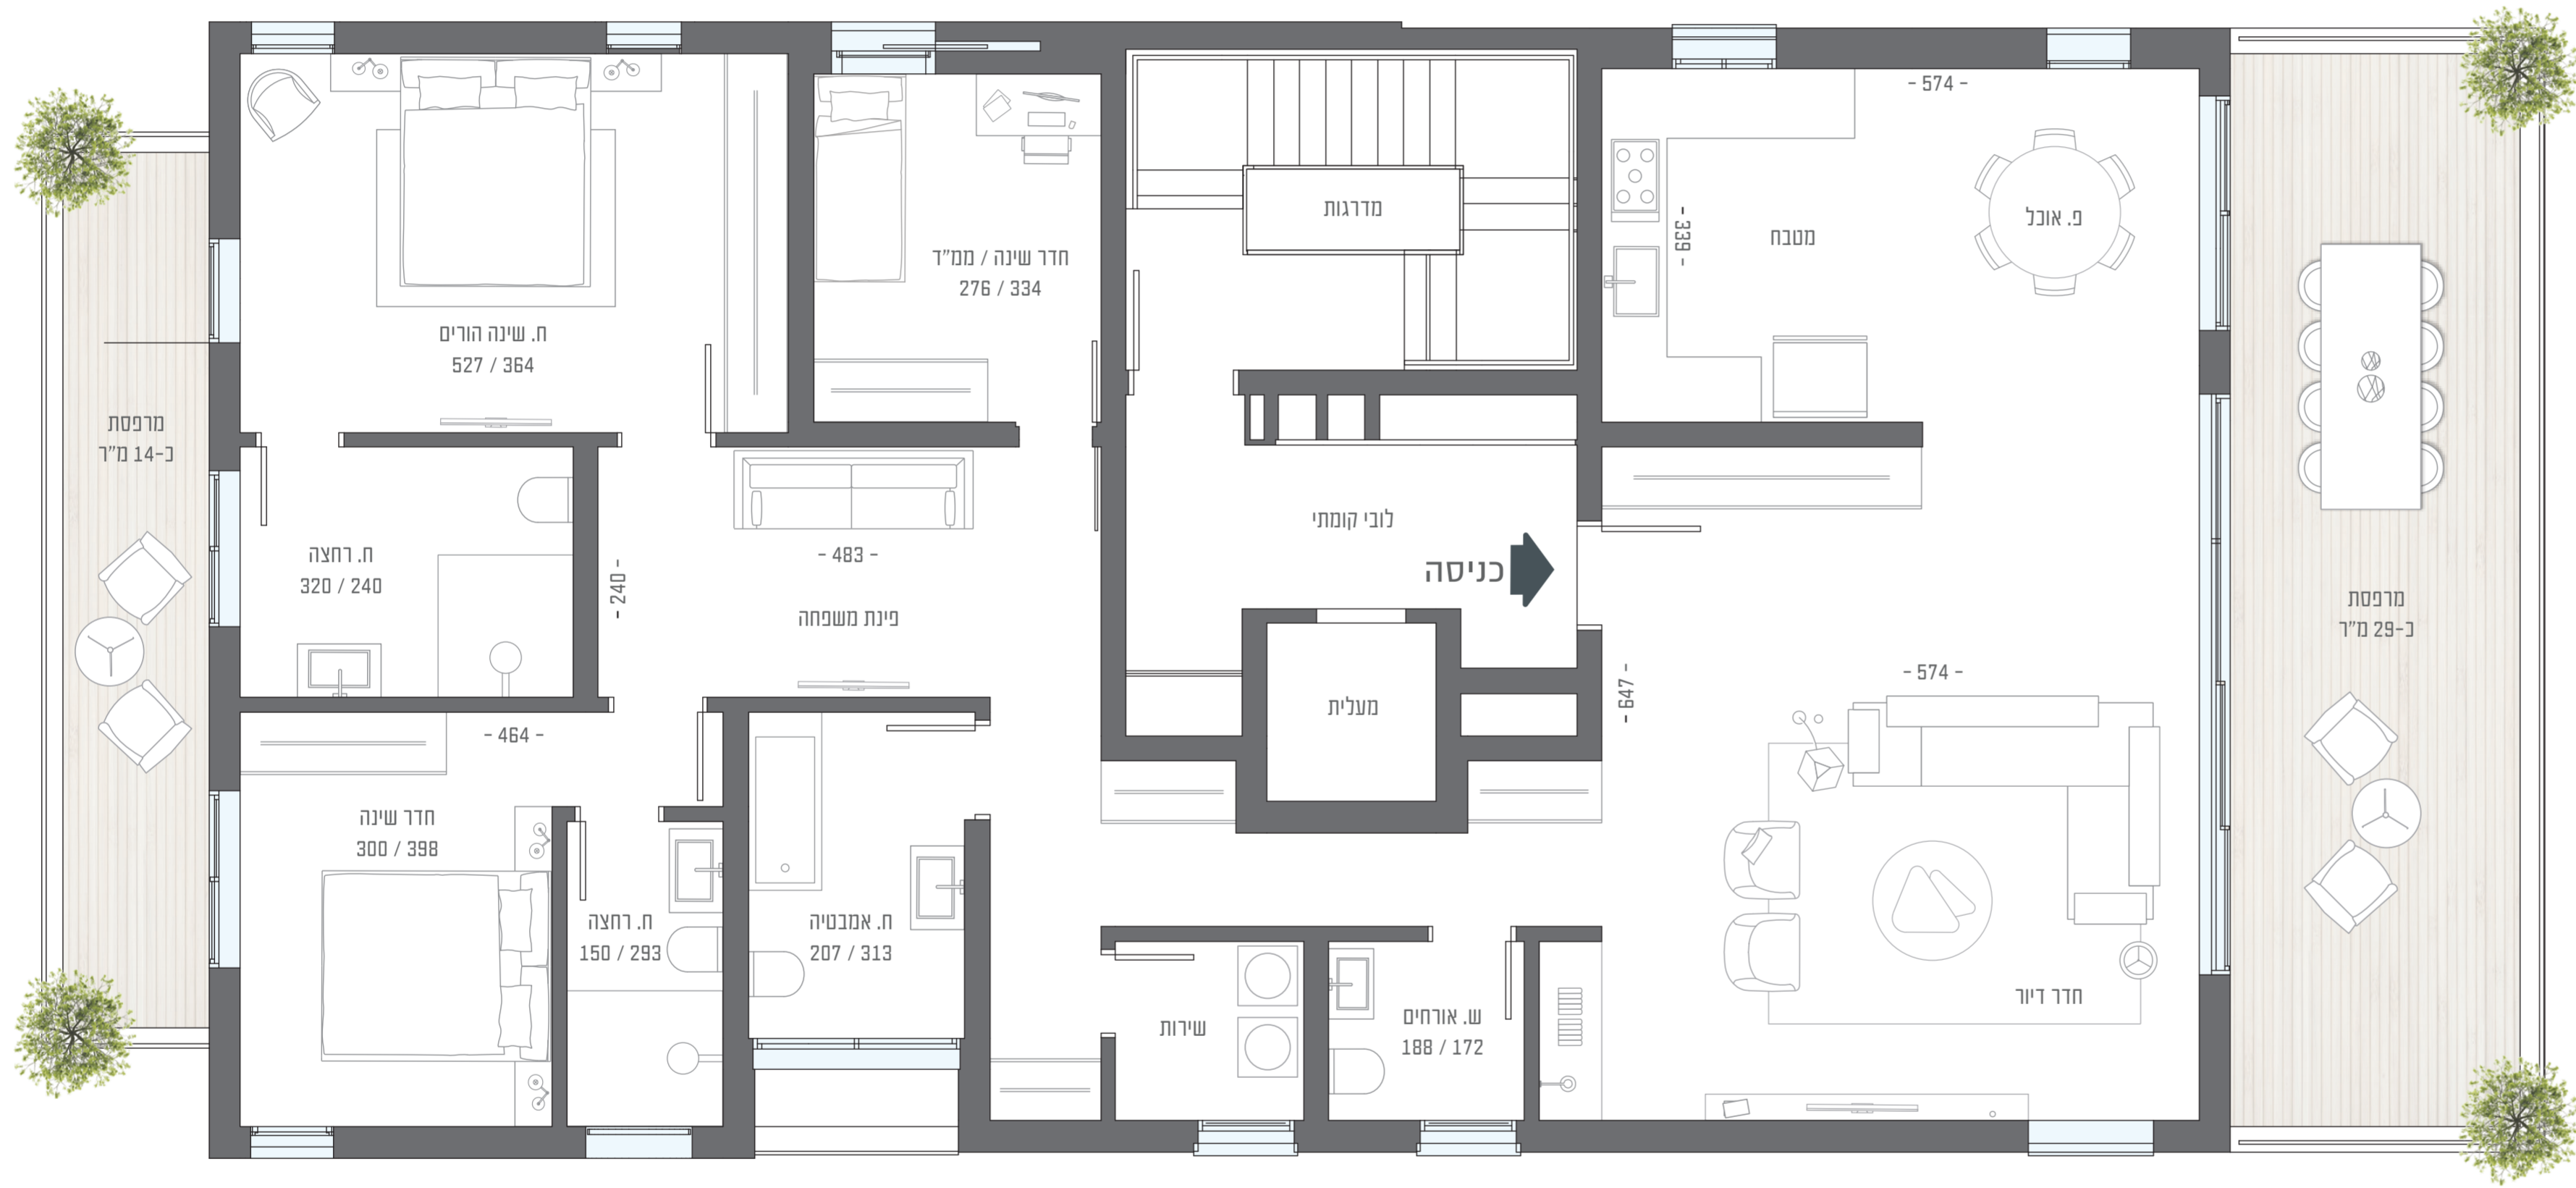 - 574 -
מדרגות
פ. אוכל
- 339 -
מטבח
חדר שינה / ממ"ד
276 / 334
ח. שינה הורים
527 / 364
מרפסת
כ-14 מ"ר
לובי קומתי
כניסה
ח. רחצה
320 / 240
- 240 -
- 483 -
פינת משפחה
מרפסת
כ-29 מ"ר
- 574 -
- 647 -
מעלית
- 464 -
חדר שינה
300 / 398
ח. רחצה
150 / 293
ח. אמבטיה
207 / 313
חדר דיור
שירות
ש. אורחים
188 / 172